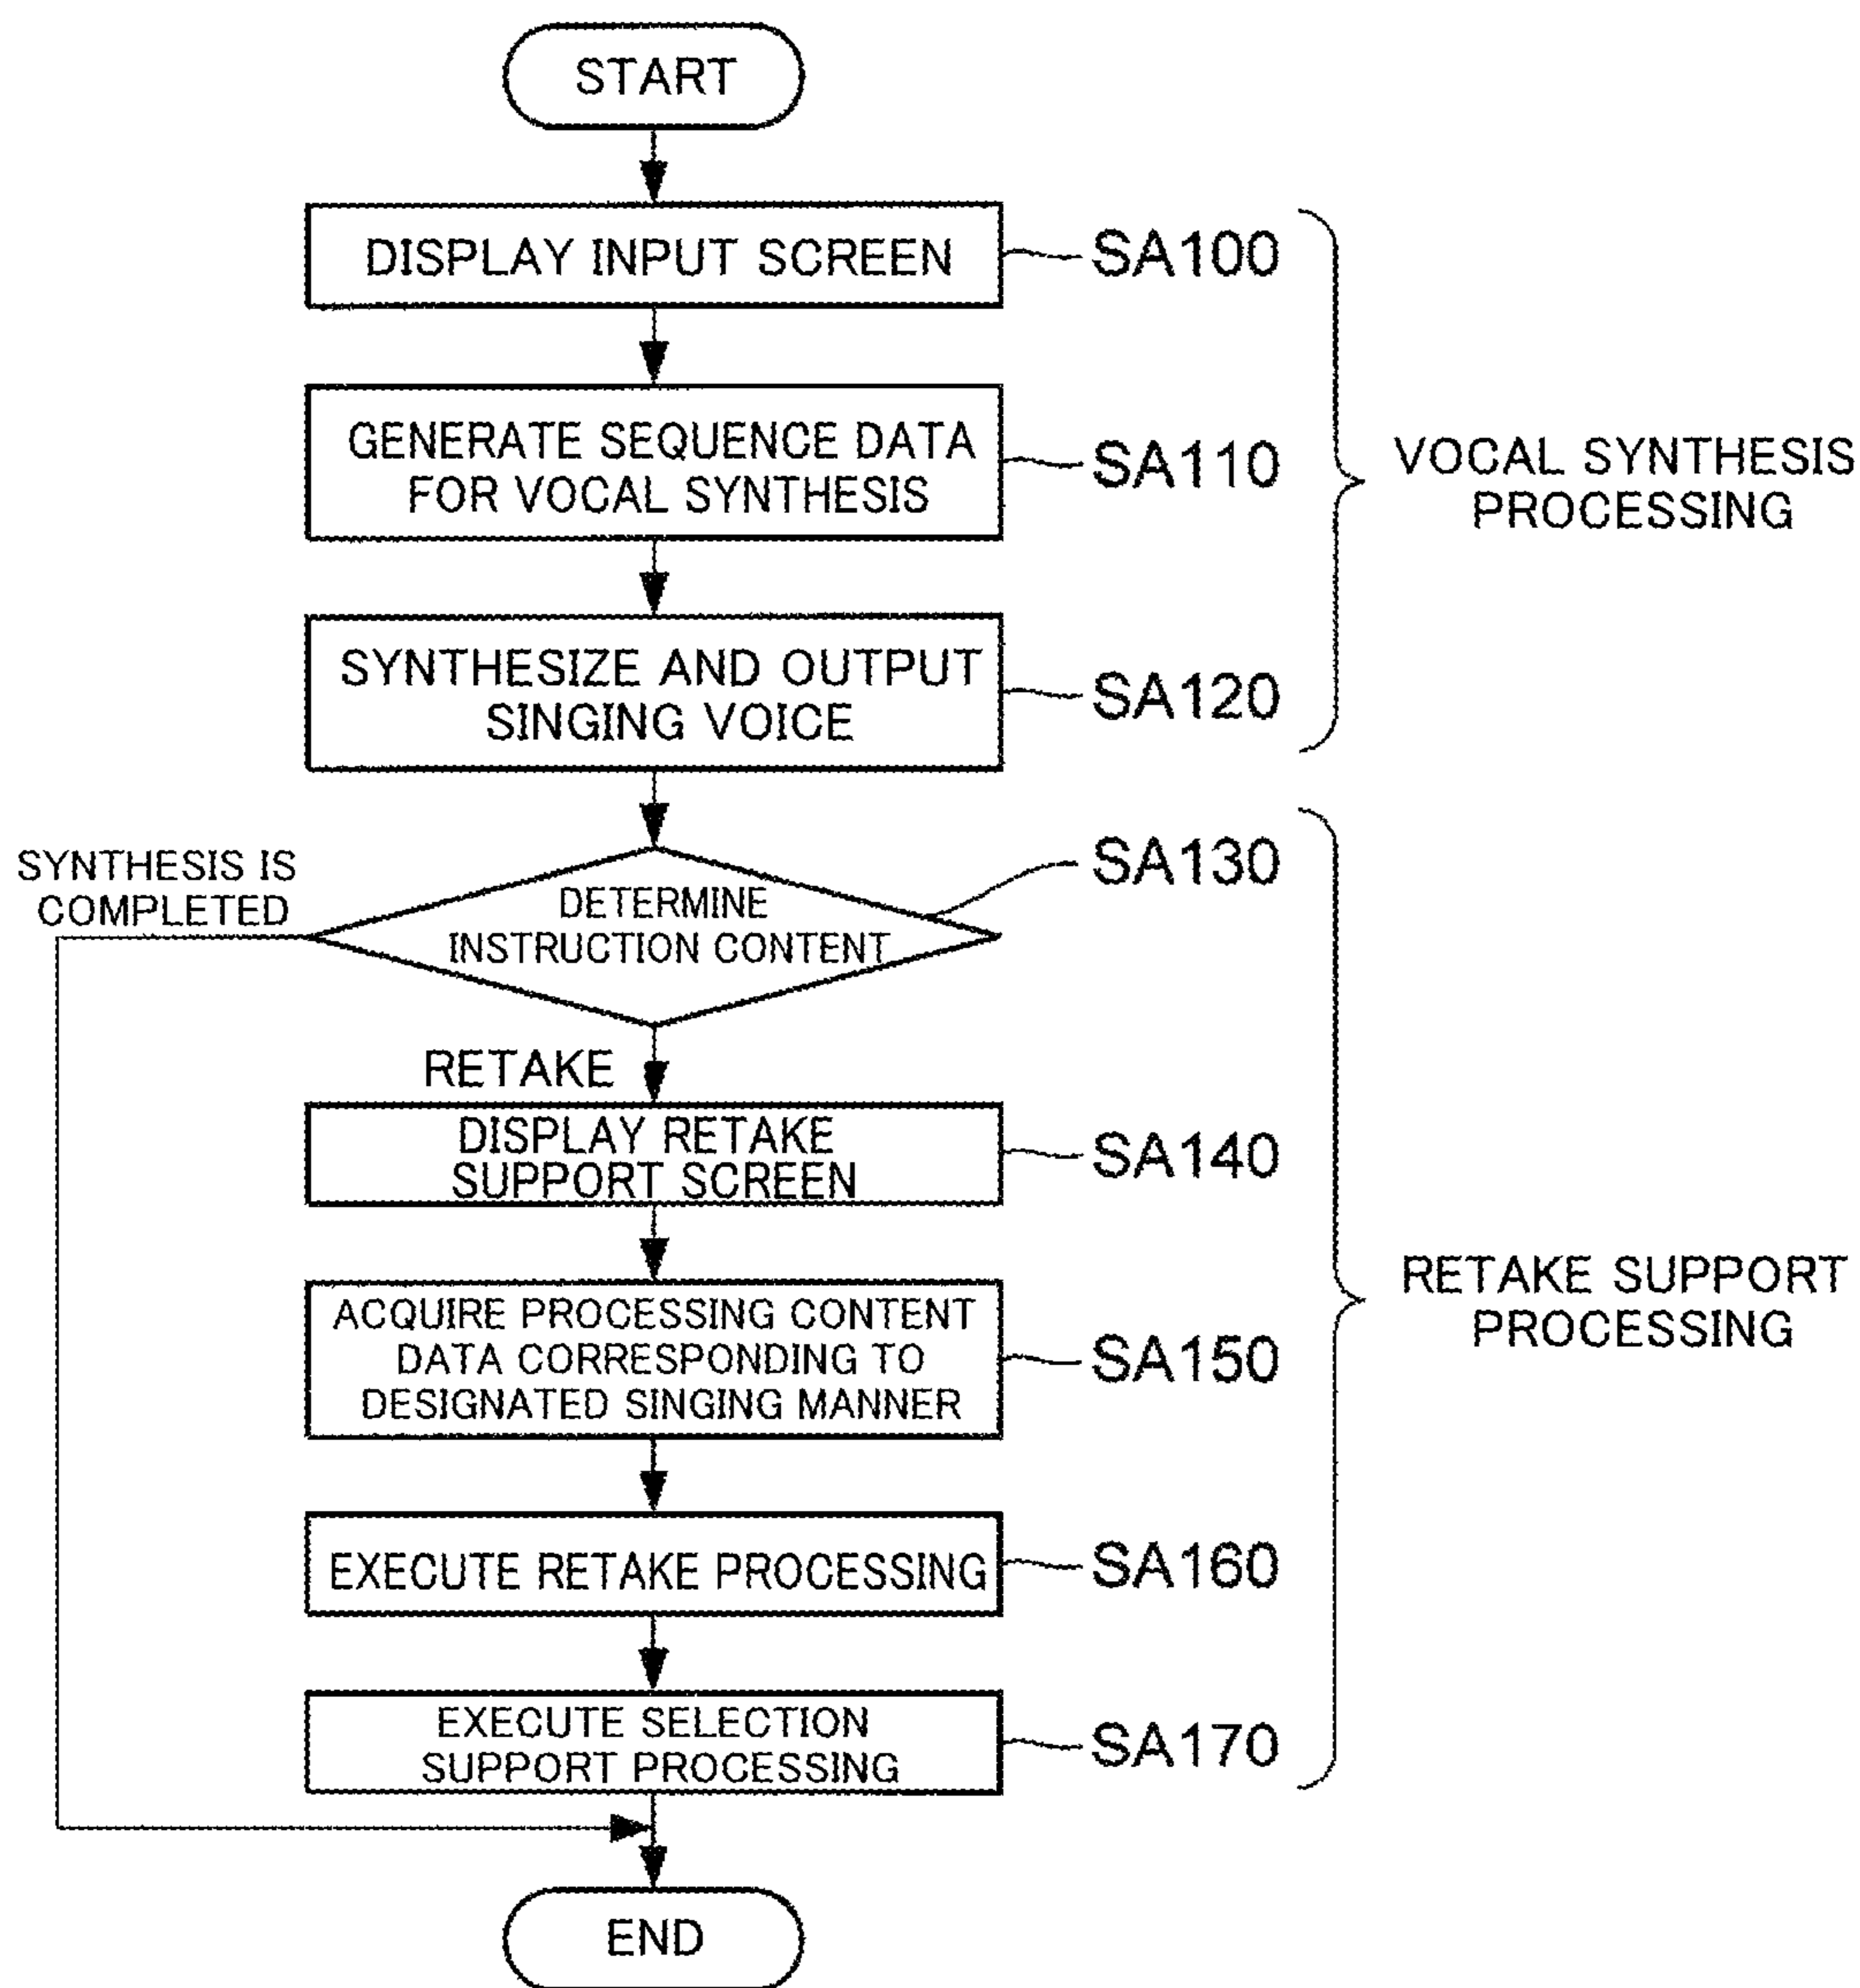 START
DISPLAY INPUT SCREEN
SA100
GENERATE SEQUENCE DATA
FOR VOCAL SYNTHESIS
SA110
VOCAL SYNTHESIS
PROCESSING
SYNTHESIZE AND OUTPUT
SINGING VOICE
SA120
SYNTHESIS IS
COMPLETED
DETERMINE
INSTRUCTION CONTENT
SA130
RETAKE
DISPLAY RETAKE
SUPPORT SCREEN
SA140
RETAKE SUPPORT
PROCESSING
ACQUIRE PROCESSING CONTENT
DATA CORRESPONDING TO
DESIGNATED SINGING MANNER
SA150
EXECUTE RETAKE PROCESSING
SA160
EXECUTE SELECTION
SUPPORT PROCESSING
SA170
END